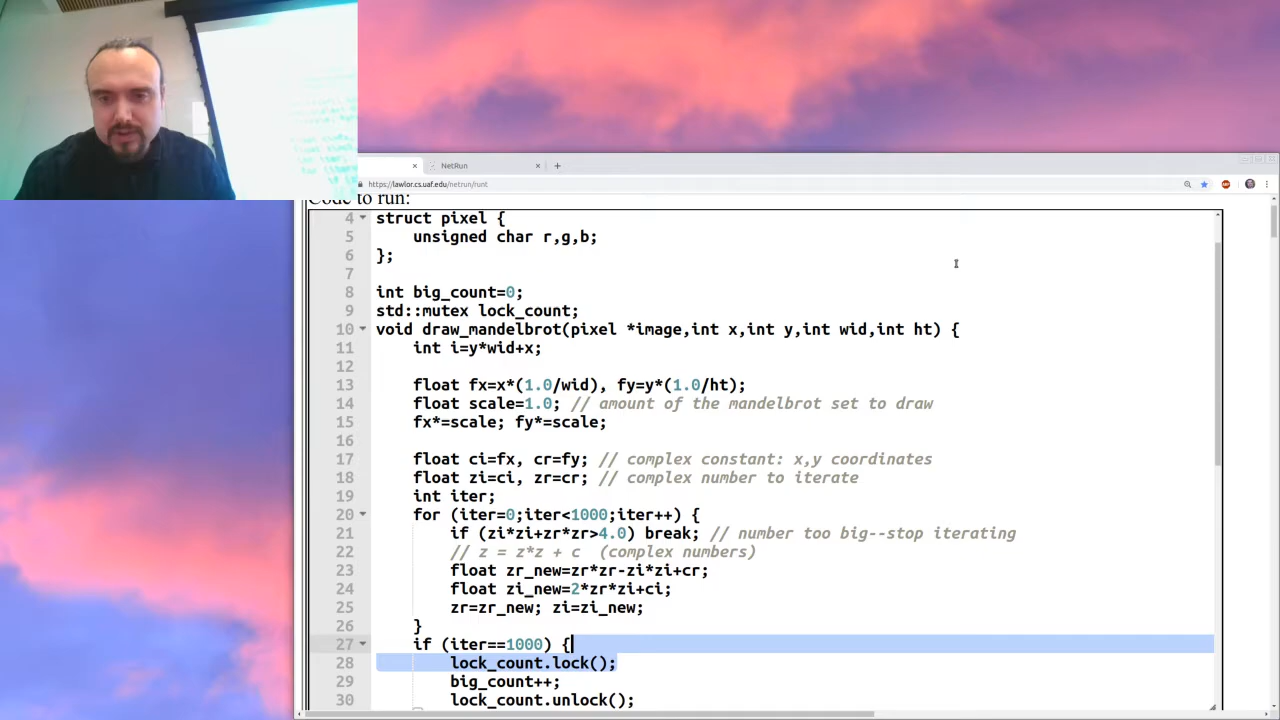 NetRun
https://lawlor.cs.uaf.edu/netrun/runt
Code to run:
4 struct pixel {
5 unsigned char r,g,b;
6 };
7
8 int big_count=0;
9 std::mutex lock_count;
10 void draw_mandelbrot(pixel *image,int x,int y,int wid,int ht) {
11 int i=y*wid+x;
12
13 float fx=x*(1.0/wid), fy=y*(1.0/ht);
14 float scale=1.0; // amount of the mandelbrot set to draw
15 fx*=scale; fy*=scale;
16
17 float ci=fx, cr=fy; // complex constant: x,y coordinates
18 float zi=ci, zr=cr; // complex number to iterate
19 int iter;
20 for (iter=0;iter<1000;iter++) {
21 if (zi*zi+zr*zr>4.0) break; // number too big--stop iterating
22 // z = z*z + c (complex numbers)
23 float zr_new=zr*zr-zi*zi+cr;
24 float zi_new=2*zr*zi+ci;
25 zr=zr_new; zi=zi_new;
26 }
27 if (iter==1000) {
28 lock_count.lock();
29 big_count++;
30 lock_count.unlock();